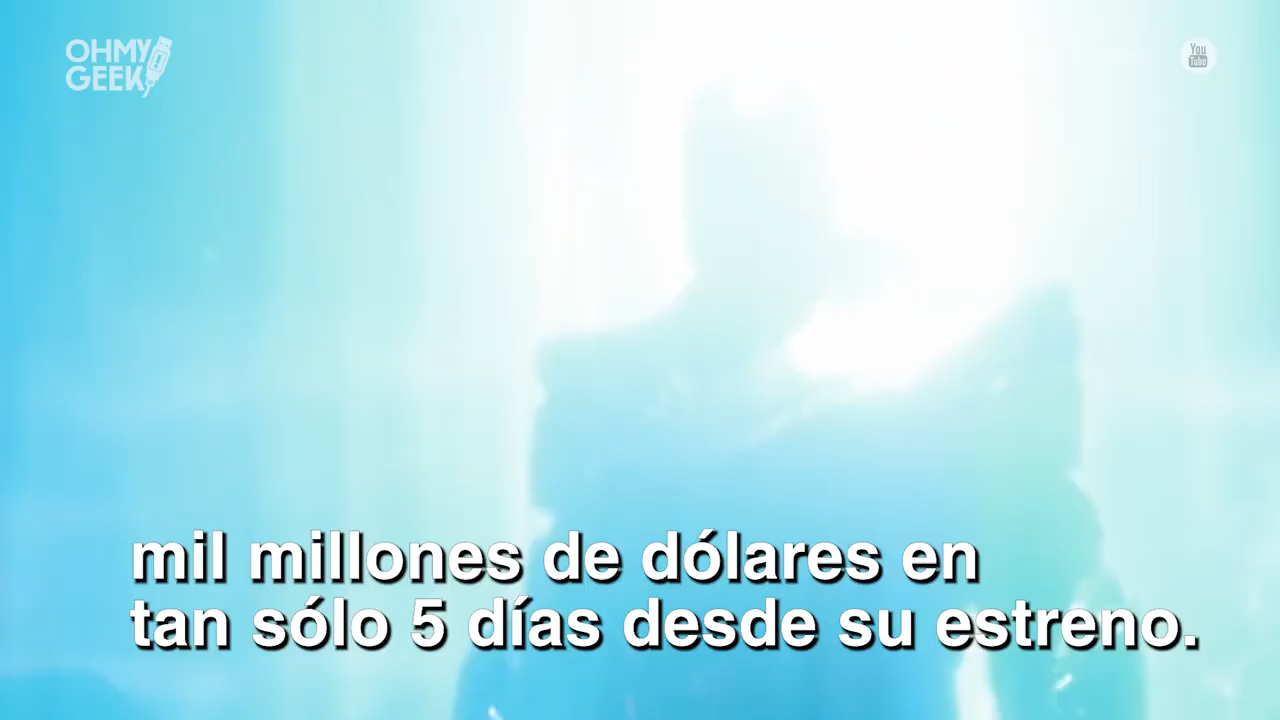 OHMY
GEEK
You
Tube
mil millones de dólares en
tan sólo 5 días desde su estreno.